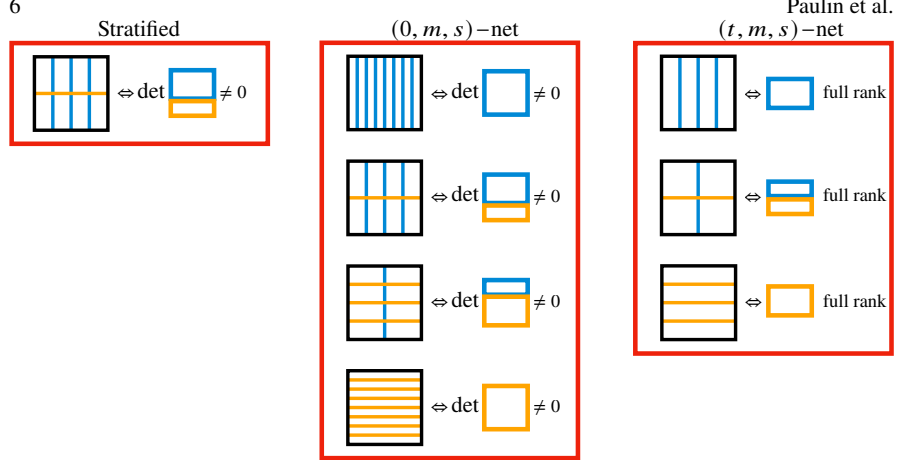 6 Paulin et al.
Stratified
⇔ det ≠ 0
(0, m, s)−net
⇔ det ≠ 0
⇔ det ≠ 0
⇔ det ≠ 0
⇔ det ≠ 0
(t, m, s)−net
⇔ full rank
⇔ full rank
⇔ full rank